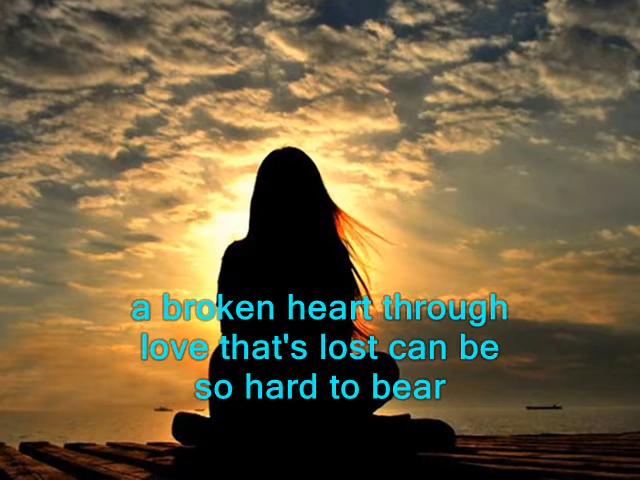 a broken heart through
love that's lost can be
so hard to bear